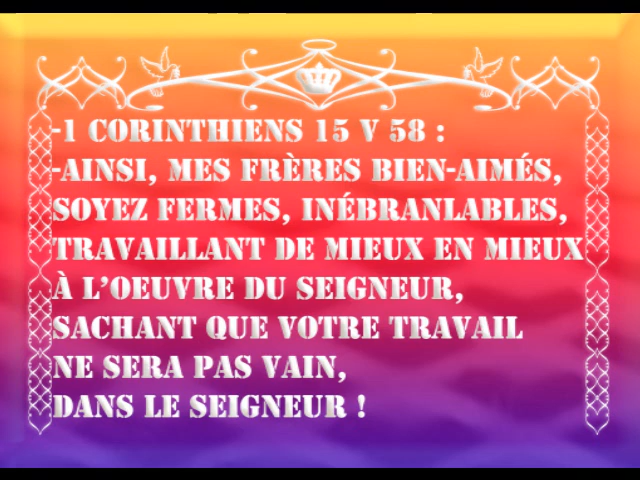 -1 CORINTHIENS 15 V 58 :
-AINSI, MES FRÈRES BIEN-AIMÉS,
SOYEZ FERMES, INÉBRANLABLES,
TRAVAILLANT DE MIEUX EN MIEUX
À L'OEUVRE DU SEIGNEUR,
SACHANT QUE VOTRE TRAVAIL
NE SERA PAS VAIN,
DANS LE SEIGNEUR !